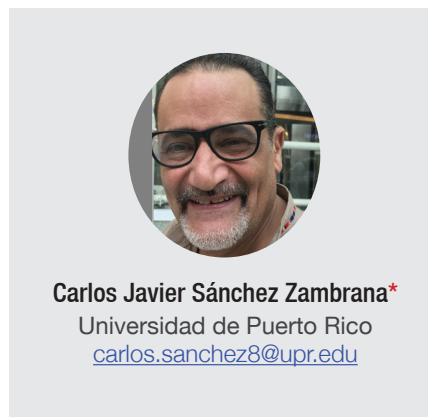 Carlos Javier Sánchez Zambrana*
Universidad de Puerto Rico
carlos.sanchez8@upr.edu